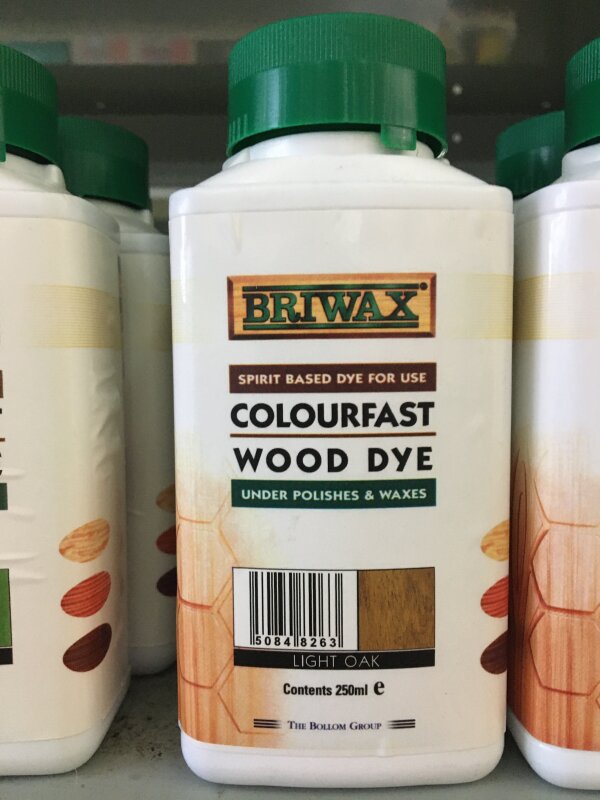 BRIWAX®
SPIRIT BASED DYE FOR USE
COLOURFAST
WOOD DYE
UNDER POLISHES & WAXES
5084 8263
LIGHT OAK
Contents 250ml e
THE BOLLOM GROUP